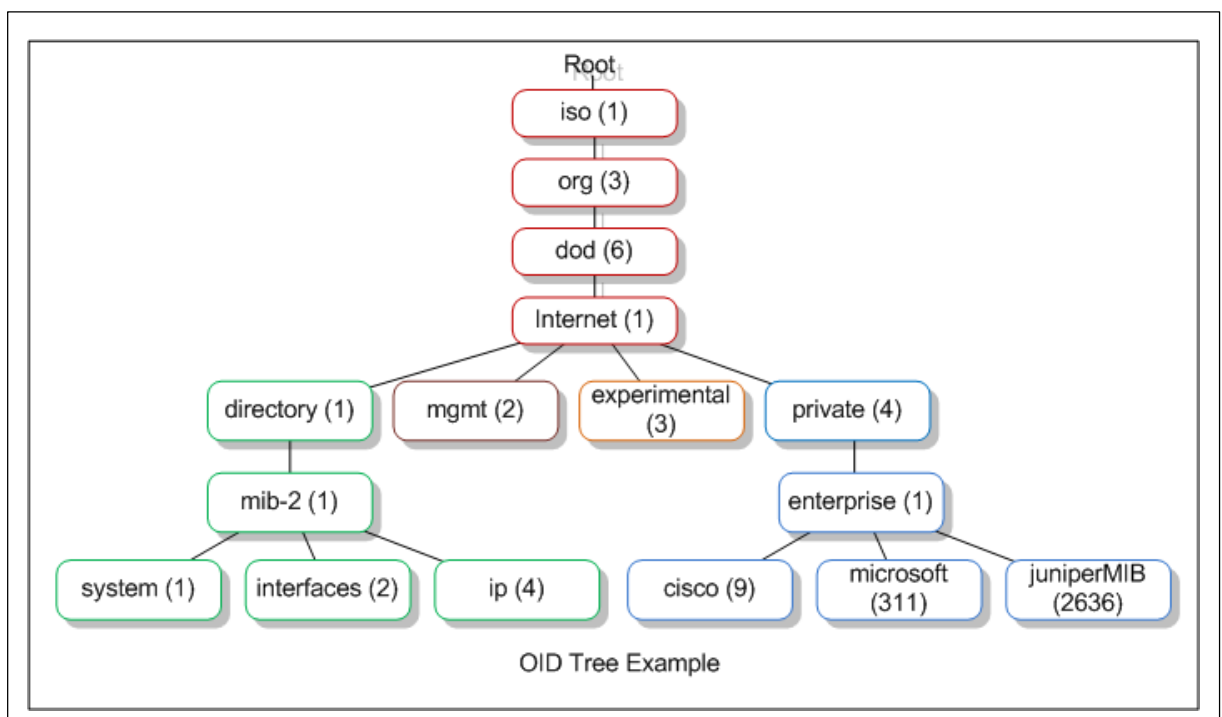 Root
iso (1)
org (3)
dod (6)
Internet (1)
directory (1)
mgmt (2)
experimental
(3)
private (4)
mib-2 (1)
enterprise (1)
system (1)
interfaces (2)
ip (4)
cisco (9)
microsoft
(311)
juniperMIB
(2636)
OID Tree Example